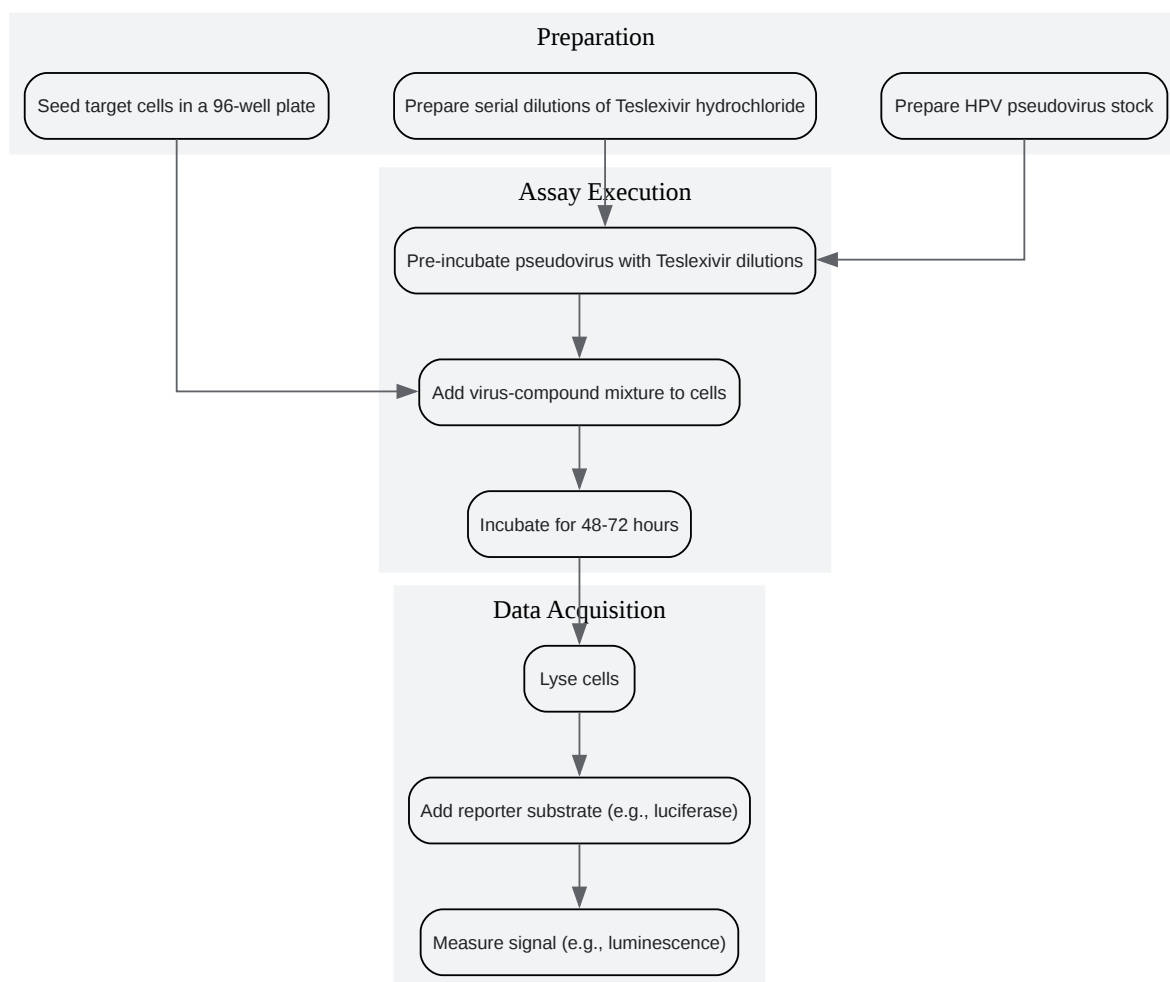 Preparation
Seed target cells in a 96-well plate
Prepare serial dilutions of Teslexivir hydrochloride
Prepare HPV pseudovirus stock
Assay Execution
Pre-incubate pseudovirus with Teslexivir dilutions
Add virus-compound mixture to cells
Incubate for 48-72 hours
Data Acquisition
Lyse cells
Add reporter substrate (e.g., luciferase)
Measure signal (e.g., luminescence)